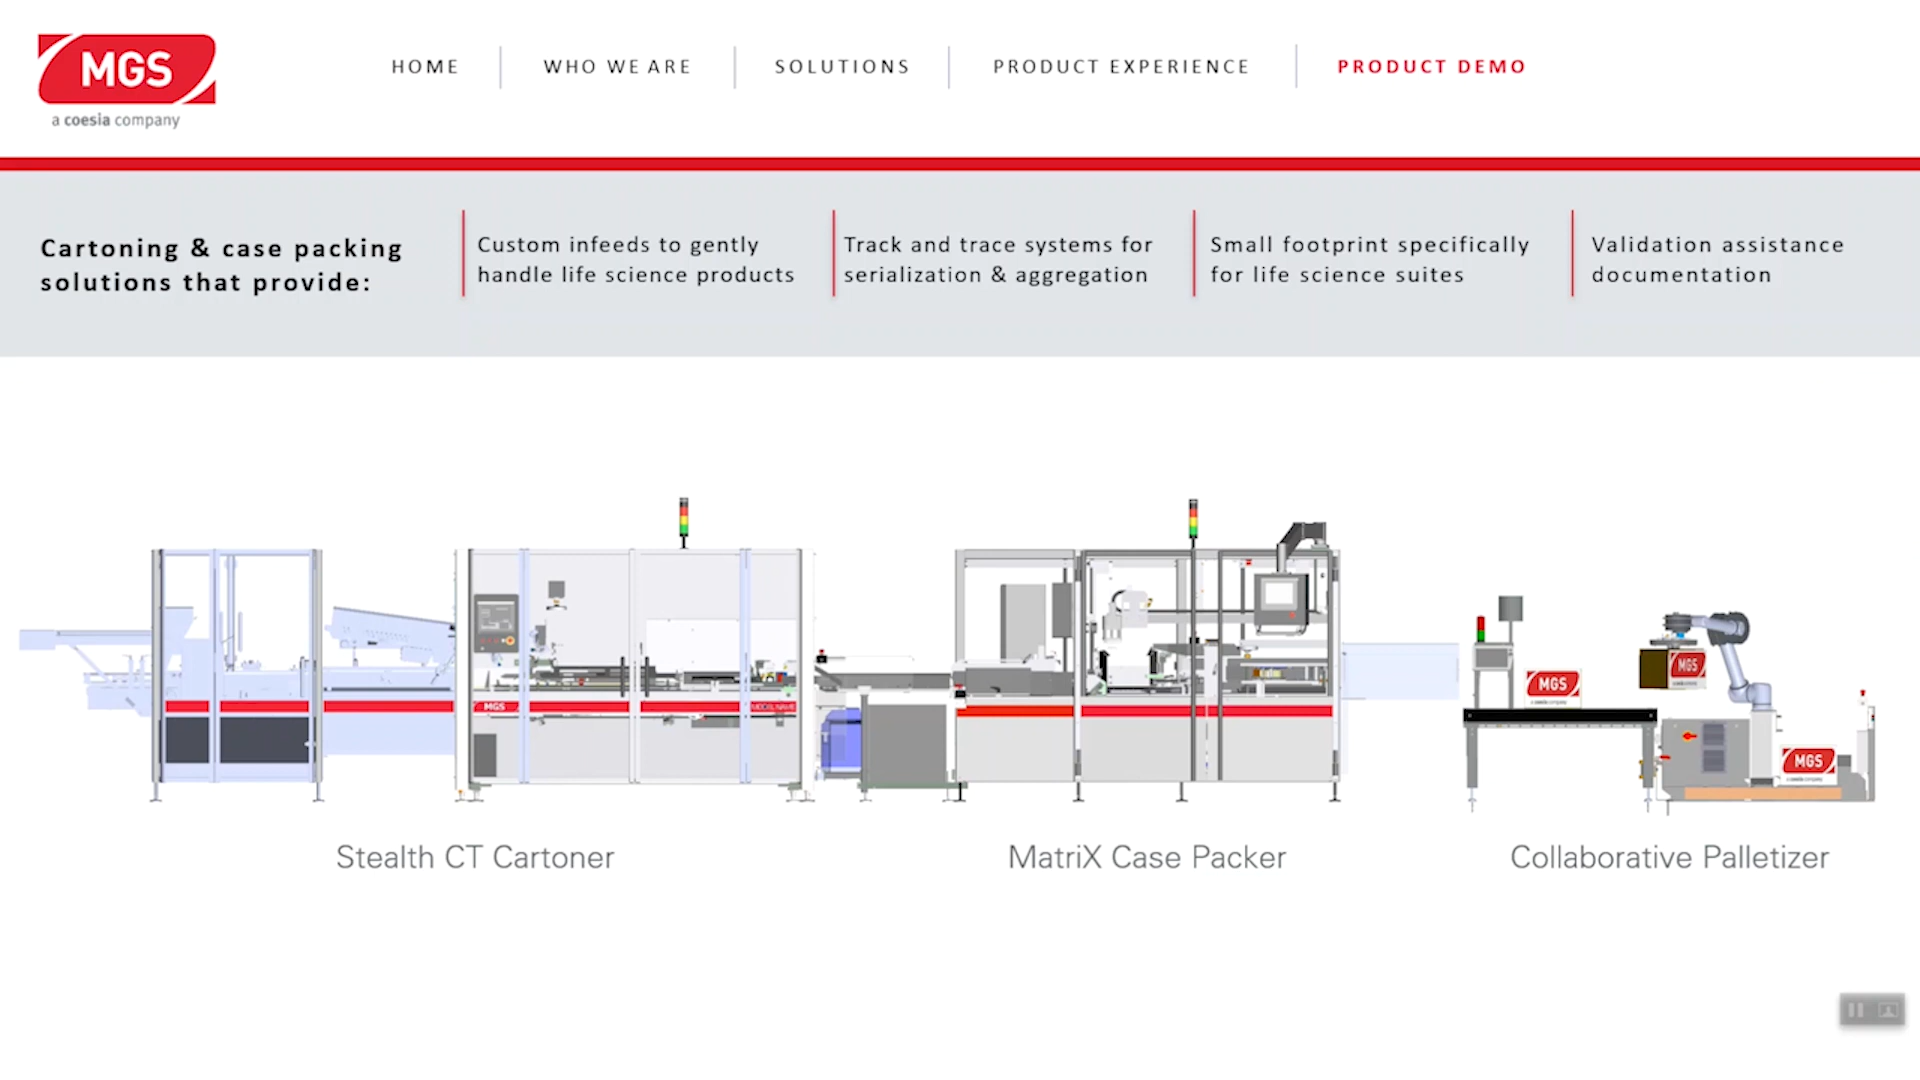 MGS
a coesia company
HOME
WHO WE ARE
SOLUTIONS
PRODUCT EXPERIENCE
PRODUCT DEMO
Cartoning & case packing
solutions that provide:
Custom infeeds to gently
handle life science products
Track and trace systems for
serialization & aggregation
Small footprint specifically
for life science suites
Validation assistance
documentation
MGS
MODEL NAME
MGS
MGS
MGS
Stealth CT Cartoner
MatriX Case Packer
Collaborative Palletizer